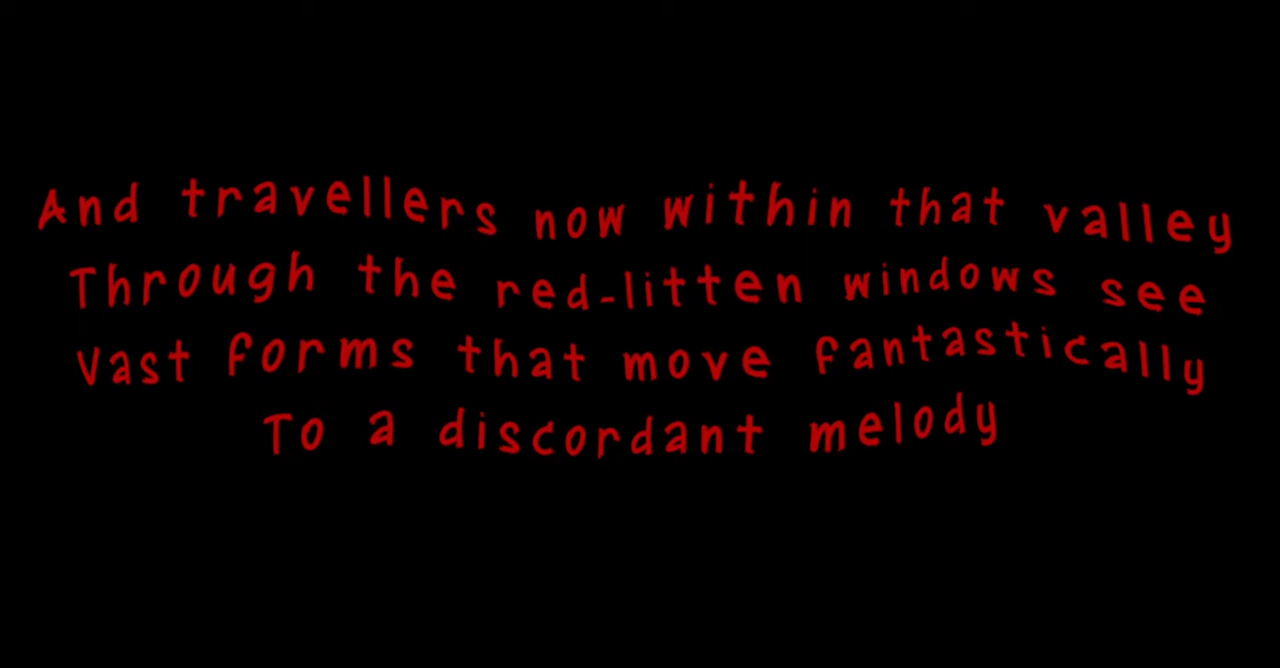 And travellers now within that valley
Through the red-litten windows see
Vast forms that move fantastically
To a discordant melody